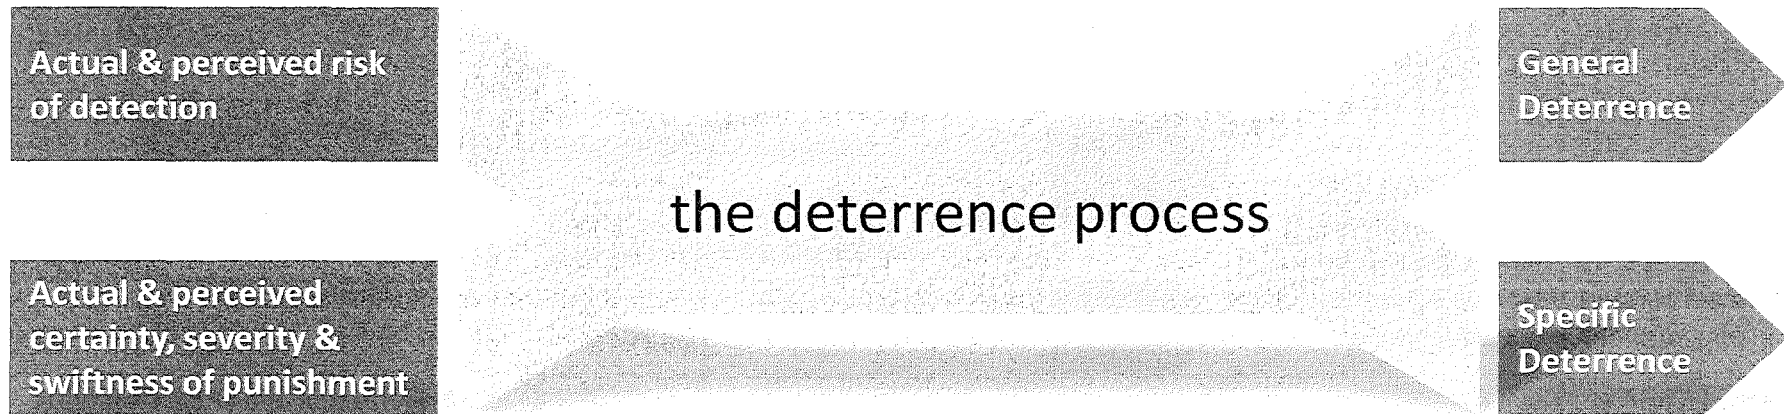 Actual & perceived risk
of detection
General
Deterrence
the deterrence process
Actual & perceived
certainty, severity &
swiftness of punishment
Specific
Deterrence